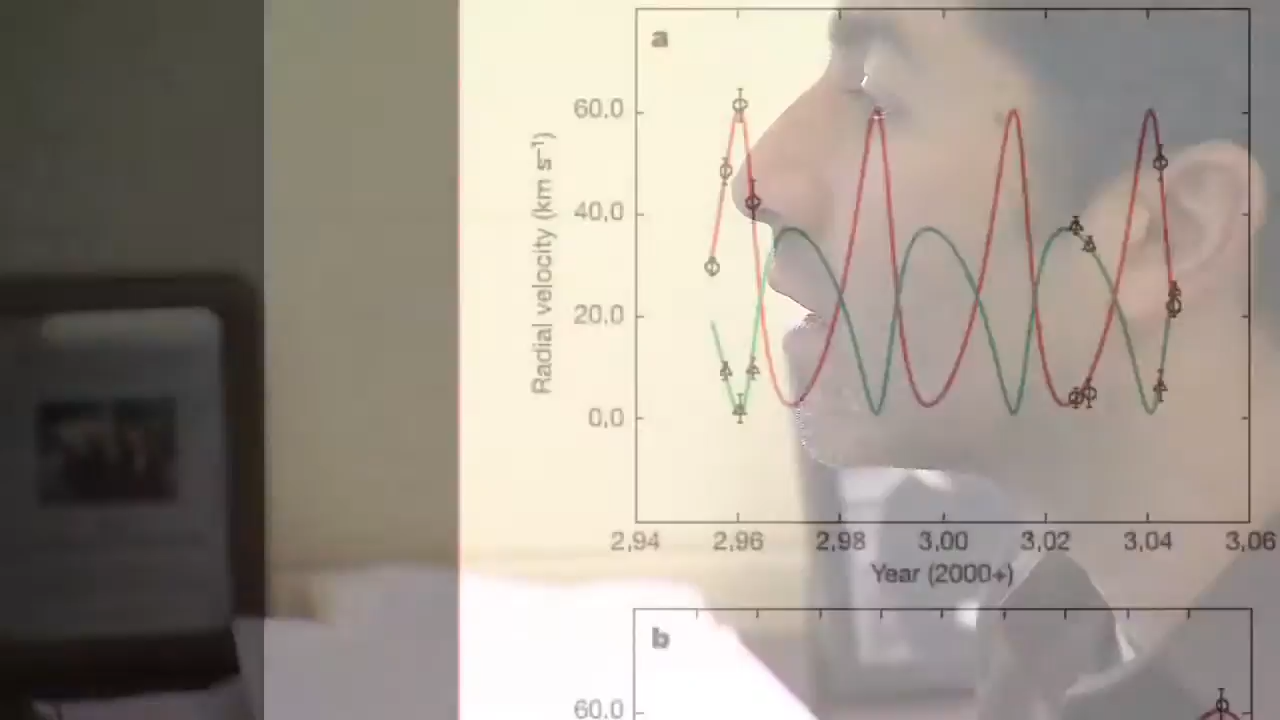 a
60.0
40,0
20.0
0,0
Radial velocity (km s⁻¹)
2,94 2,96 2,98 3,00 3,02 3,04 3,06
Year (2000+)
b
60.0